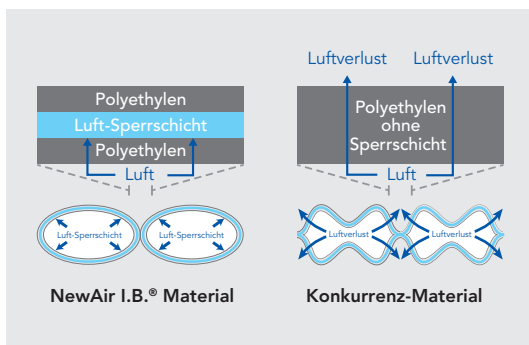 Polyethylen
Luft-Sperrschicht
Polyethylen
Luft
Luft-Sperrschicht
Luft-Sperrschicht
NewAir I.B.® Material
Luftverlust
Luftverlust
Polyethylen
ohne
Sperrschicht
Luft
Luftverlust
Luftverlust
Konkurrenz-Material